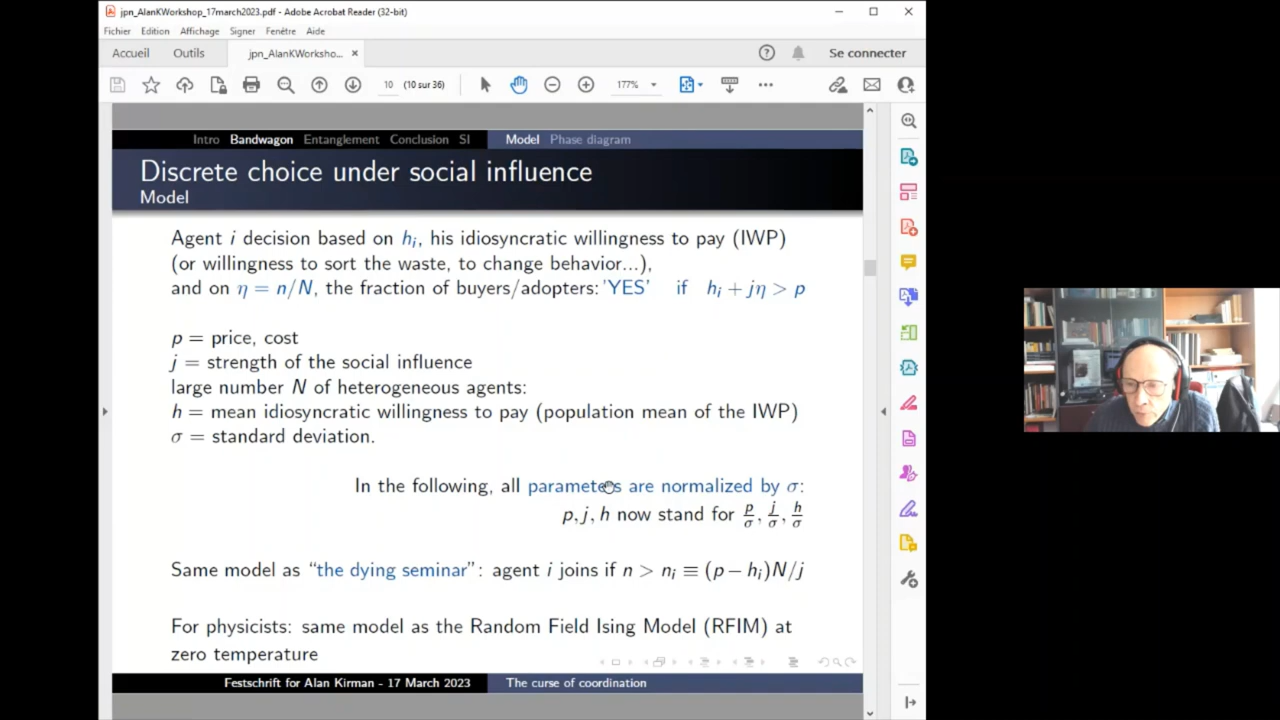 jpn_AlanKWorkshop_17march2023.pdf - Adobe Acrobat Reader (32-bit)
Fichier Edition Affichage Signer Fenêtre Aide
Accueil Outils jpn_AlanKWorksho... × Se connecter
10 (10 sur 36) 177%
Intro Bandwagon Entanglement Conclusion SI Model Phase diagram
Discrete choice under social influence
Model
Agent i decision based on hᵢ, his idiosyncratic willingness to pay (IWP)
(or willingness to sort the waste, to change behavior...),
and on η = n/N, the fraction of buyers/adopters: 'YES' if hᵢ + jη > p
p = price, cost
j = strength of the social influence
large number N of heterogeneous agents:
h = mean idiosyncratic willingness to pay (population mean of the IWP)
σ = standard deviation.
In the following, all parameters are normalized by σ:
p, j, h now stand for p/σ, j/σ, h/σ
Same model as “the dying seminar”: agent i joins if n > nᵢ ≡ (p − hᵢ)N/j
For physicists: same model as the Random Field Ising Model (RFIM) at
zero temperature
Festschrift for Alan Kirman - 17 March 2023 The curse of coordination